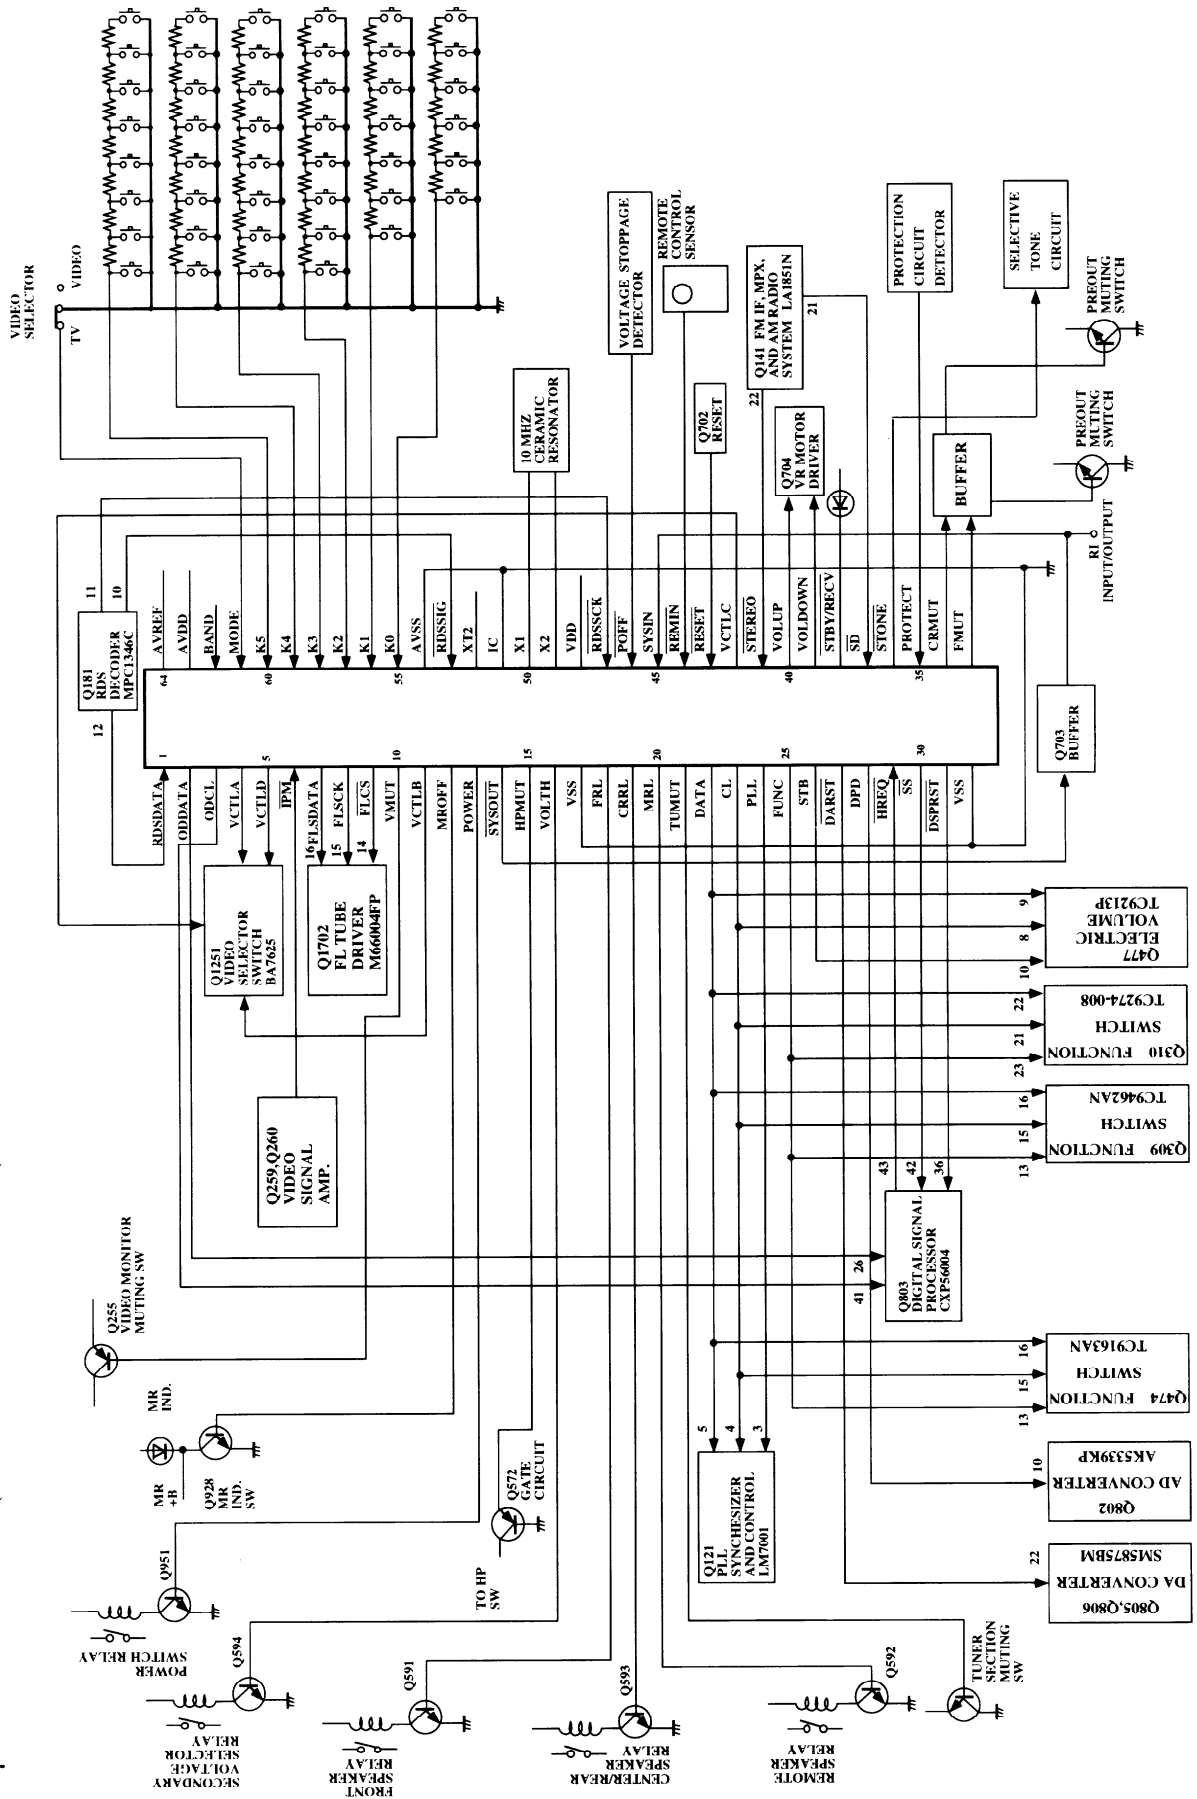 VIDEO
SELECTOR
TV
VIDEO
Q181
RDS
DECODER
MPC1346C
11
10
12
10 MHZ
CERAMIC
RESONATOR
VOLTAGE STOPPAGE
DETECTOR
REMOTE
CONTROL
SENSOR
Q702
RESET
Q141 FM IF, MPX,
AND AM RADIO
SYSTEM LA1851N
22
21
Q704
VR MOTOR
DRIVER
PROTECTION
CIRCUIT
DETECTOR
SELECTIVE
TONE
CIRCUIT
BUFFER
PREOUT
MUTING
SWITCH
PREOUT
MUTING
SWITCH
RI
INPUT/OUTPUT
Q703
BUFFER
AVREF
AVDD
BAND
MODE
K5
K4
K3
K2
K1
K0
AVSS
RDSSIG
XT2
IC
X1
X2
VDD
RDSSCK
POFF
SYSIN
REMIN
RESET
VCTLC
STEREO
VOLUP
VOLDOWN
STBY/RECV
SD
STONE
PROTECT
CRMUT
FMUT
64
60
55
50
45
40
35
1
5
10
15
20
25
30
RDSDATA
ODDATA
ODCL
VCTLA
VCTLD
IPM
FLSDATA
FLSCK
FLCS
VMUT
VCTLB
MROFF
POWER
SYSOUT
HPMUT
VOLTH
VSS
FRL
CRRL
MRL
TUMUT
DATA
CL
PLL
FUNC
STB
DARST
DPD
HREQ
SS
DSPRST
VSS
16
15
14
Q1251
VIDEO
SELECTOR
SWITCH
BA7625
Q1702
FL TUBE
DRIVER
M66004FP
Q259,Q260
VIDEO
SIGNAL
AMP.
Q255
VIDEO MONITOR
MUTING SW
MR
IND.
MR
+B
Q928
MR
IND.
SW
Q951
POWER
SWITCH RELAY
Q572
GATE
CIRCUIT
TO HP
SW
Q594
SECONDARY
VOLTAGE
SELECTOR
RELAY
Q591
FRONT
SPEAKER
RELAY
Q593
CENTER/REAR
SPEAKER
RELAY
Q592
REMOTE
SPEAKER
RELAY
TUNER
SECTION
MUTING
SW
5
4
3
Q121
PLL
SYNCHESIZER
AND CONTROL
LM7001
43
42
36
26
41
Q803
DIGITAL SIGNAL
PROCESSOR
CXP56004
9
8
10
Q477
ELECTRIC
VOLUME
TC9213P
22
21
23
Q310 FUNCTION
SWITCH
TC9274-008
16
15
13
Q309 FUNCTION
SWITCH
TC9462AN
16
15
13
Q474 FUNCTION
SWITCH
TC9163AN
10
Q802
AD CONVERTER
AK5339KP
22
Q805,Q806
DA CONVERTER
SM5875BM